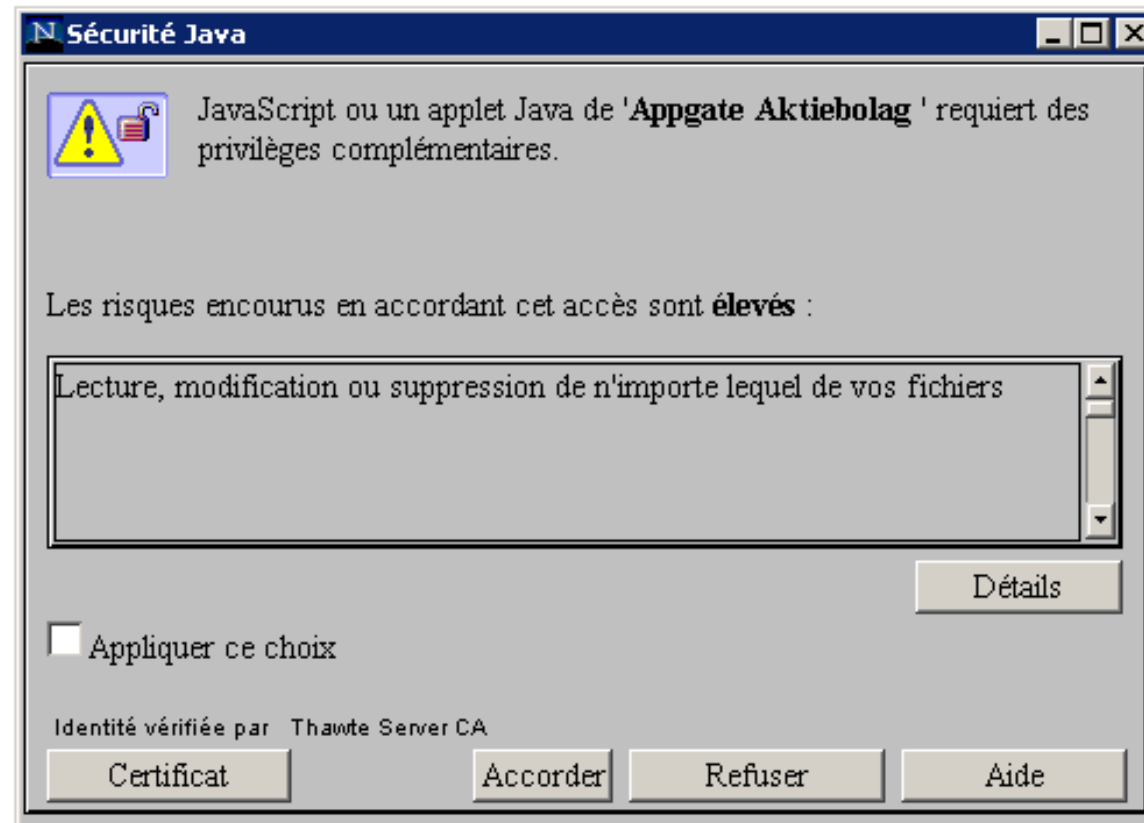 Sécurité Java
JavaScript ou un applet Java de 'Appgate Aktiebolag ' requiert des
privilèges complémentaires.
Les risques encourus en accordant cet accès sont élevés :
Lecture, modification ou suppression de n'importe lequel de vos fichiers
Détails
Appliquer ce choix
Identité vérifiée par Thawte Server CA
Certificat Accorder Refuser Aide